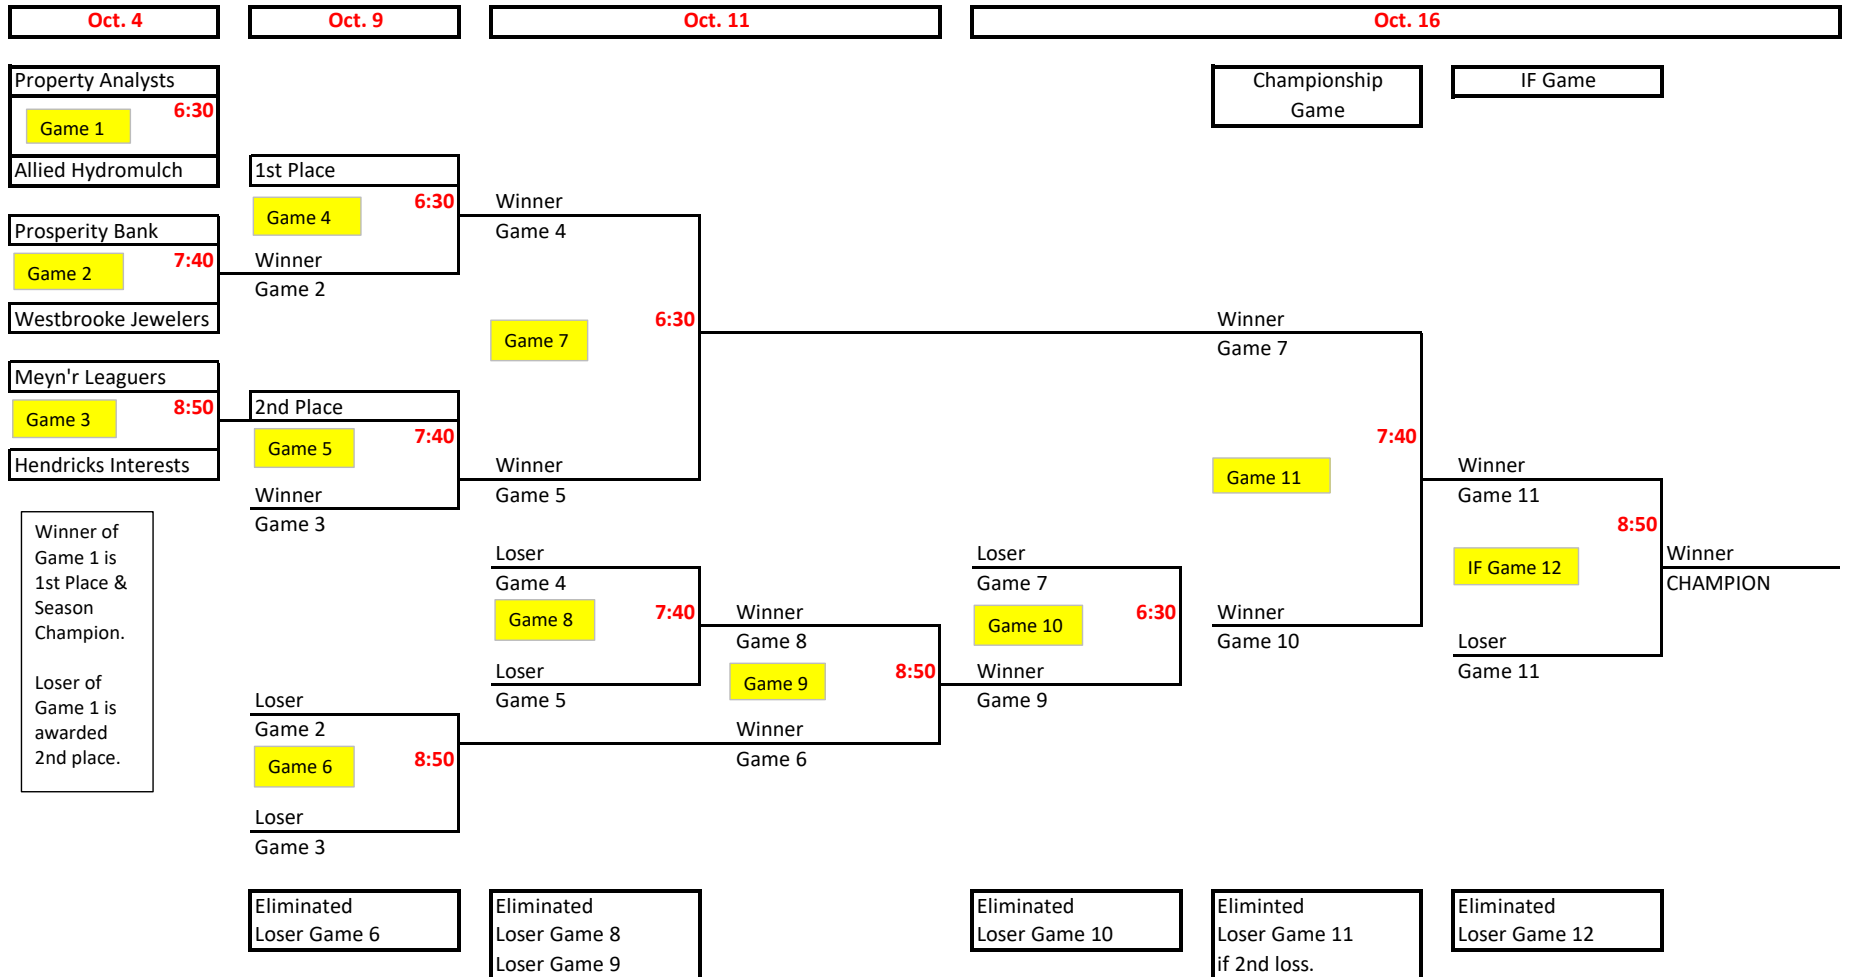 Oct. 4
Oct. 9
Oct. 11
Oct. 16
Property Analysts
6:30
Game 1
Allied Hydromulch
Prosperity Bank
7:40
Game 2
Westbrooke Jewelers
Meyn'r Leaguers
8:50
Game 3
Hendricks Interests
Winner of
Game 1 is
1st Place &
Season
Champion.
Loser of
Game 1 is
awarded
2nd place.
1st Place
6:30
Game 4
Winner
Game 2
2nd Place
7:40
Game 5
Winner
Game 3
Loser
Game 2
Game 6
8:50
Loser
Game 3
Eliminated
Loser Game 6
Winner
Game 4
6:30
Game 7
Winner
Game 5
Loser
Game 4
Game 8
7:40
Loser
Game 5
Winner
Game 8
Game 9
8:50
Winner
Game 6
Eliminated
Loser Game 8
Loser Game 9
Loser
Game 7
Game 10
6:30
Winner
Game 9
Eliminated
Loser Game 10
Championship
Game
Winner
Game 7
7:40
Game 11
Winner
Game 10
Eliminted
Loser Game 11
if 2nd loss.
IF Game
Winner
Game 11
8:50
IF Game 12
Loser
Game 11
Winner
CHAMPION
Eliminated
Loser Game 12